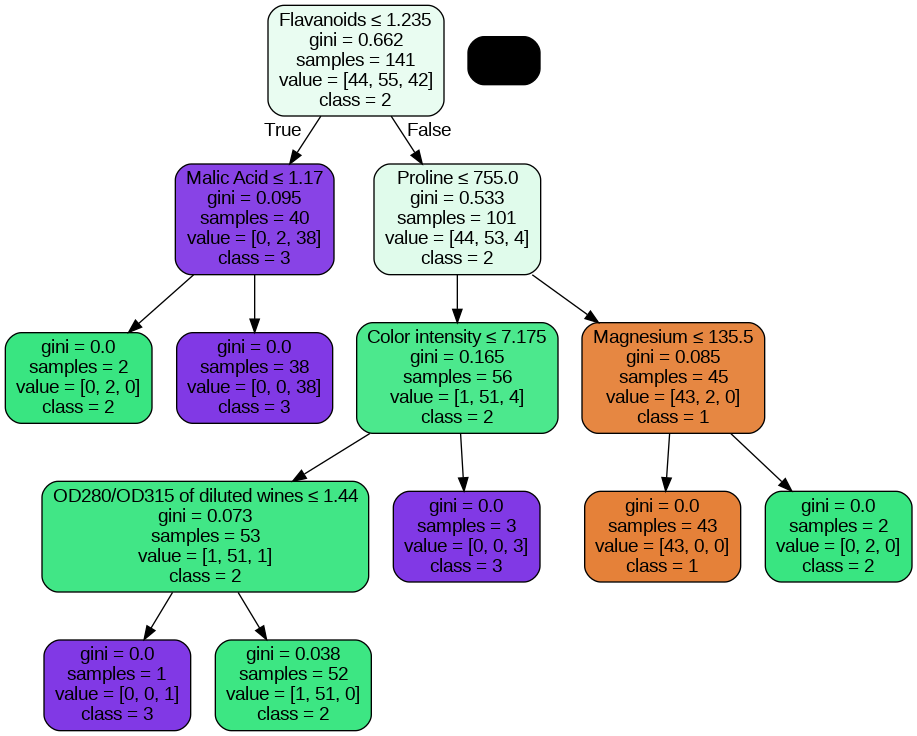 Flavanoids ≤ 1.235
gini = 0.662
samples = 141
value = [44, 55, 42]
class = 2
True
False
Malic Acid ≤ 1.17
gini = 0.095
samples = 40
value = [0, 2, 38]
class = 3
Proline ≤ 755.0
gini = 0.533
samples = 101
value = [44, 53, 4]
class = 2
gini = 0.0
samples = 2
value = [0, 2, 0]
class = 2
gini = 0.0
samples = 38
value = [0, 0, 38]
class = 3
Color intensity ≤ 7.175
gini = 0.165
samples = 56
value = [1, 51, 4]
class = 2
Magnesium ≤ 135.5
gini = 0.085
samples = 45
value = [43, 2, 0]
class = 1
OD280/OD315 of diluted wines ≤ 1.44
gini = 0.073
samples = 53
value = [1, 51, 1]
class = 2
gini = 0.0
samples = 3
value = [0, 0, 3]
class = 3
gini = 0.0
samples = 43
value = [43, 0, 0]
class = 1
gini = 0.0
samples = 2
value = [0, 2, 0]
class = 2
gini = 0.0
samples = 1
value = [0, 0, 1]
class = 3
gini = 0.038
samples = 52
value = [1, 51, 0]
class = 2